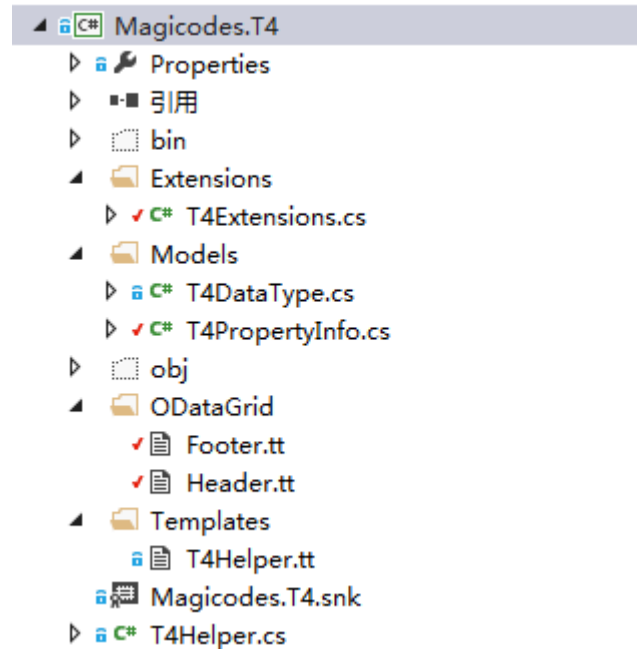 Magicodes.T4
Properties
引用
bin
Extensions
C# T4Extensions.cs
Models
C# T4DataType.cs
C# T4PropertyInfo.cs
obj
ODataGrid
Footer.tt
Header.tt
Templates
T4Helper.tt
Magicodes.T4.snk
C# T4Helper.cs